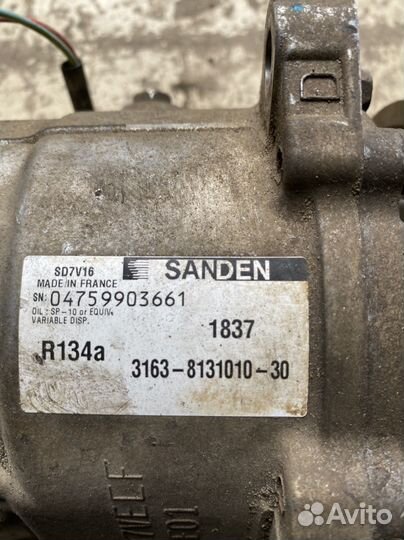 D
SD7V16
MADE IN FRANCE
SANDEN
SN: 04759903661
OIL: SP-10 or EQUIV.
VARIABLE DISP.
1837
R134a
3163-8131010-30
Avito